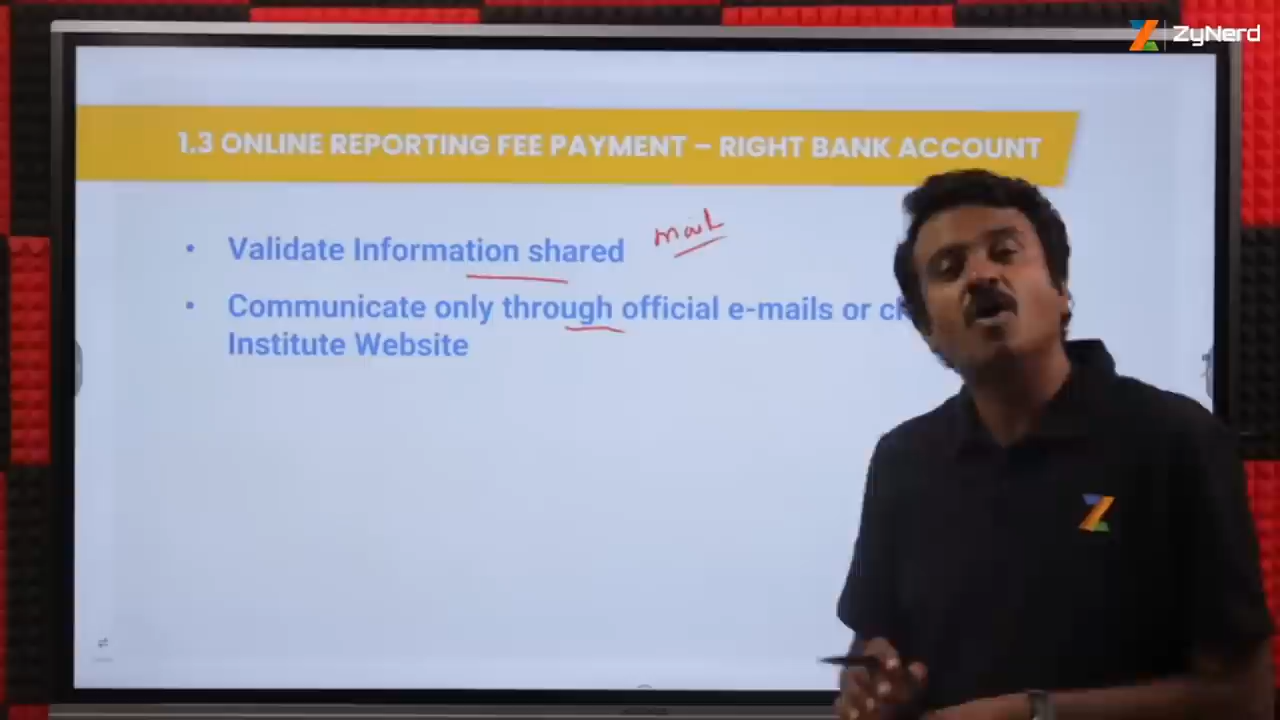 ZyNerd
1.3 ONLINE REPORTING FEE PAYMENT – RIGHT BANK ACCOUNT
• Validate Information shared mail
• Communicate only through official e-mails or
Institute Website